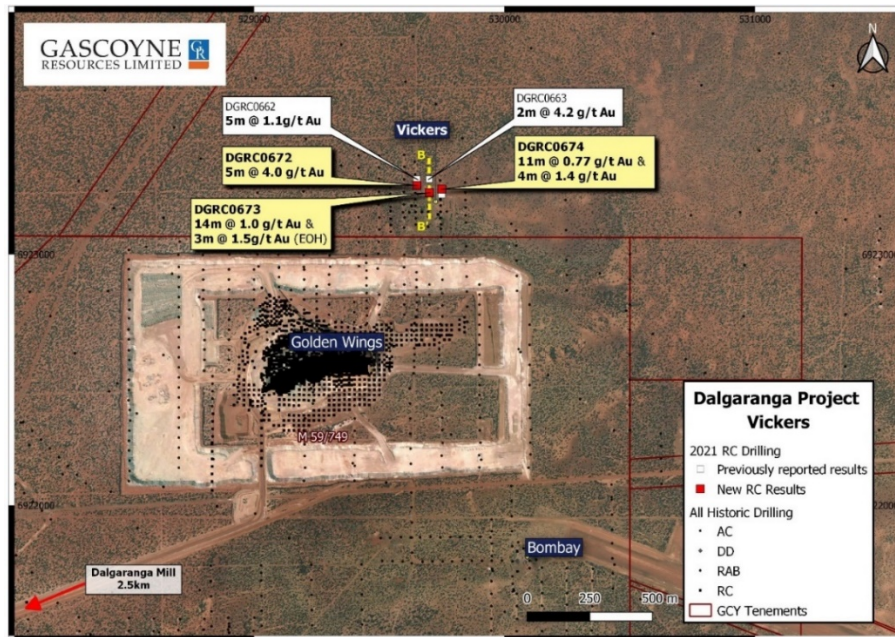 529000
530000
531000
GASCOYNE
RESOURCES LIMITED
GR
N
DGRC0662
5m @ 1.1g/t Au
DGRC0663
2m @ 4.2 g/t Au
Vickers
B
DGRC0672
5m @ 4.0 g/t Au
DGRC0674
11m @ 0.77 g/t Au &
4m @ 1.4 g/t Au
DGRC0673
14m @ 1.0 g/t Au &
3m @ 1.5g/t Au (EOH)
B'
6923000
6923000
Golden Wings
M 59/749
Dalgaranga Project
Vickers
2021 RC Drilling
Previously reported results
New RC Results
All Historic Drilling
AC
DD
RAB
RC
GCY Tenements
6922000
6922000
Bombay
Dalgaranga Mill
2.5km
0
250
500 m